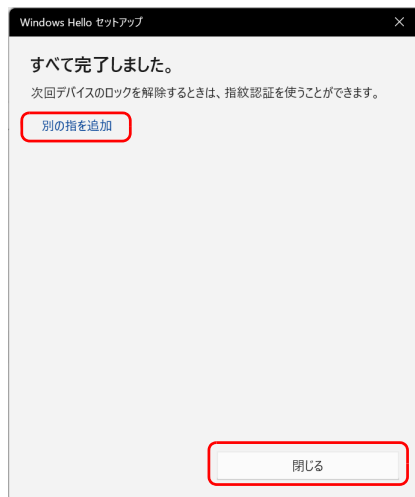 Windows Hello セットアップ
すべて完了しました。
次回デバイスのロックを解除するときは、指紋認証を使うことができます。
別の指を追加
閉じる